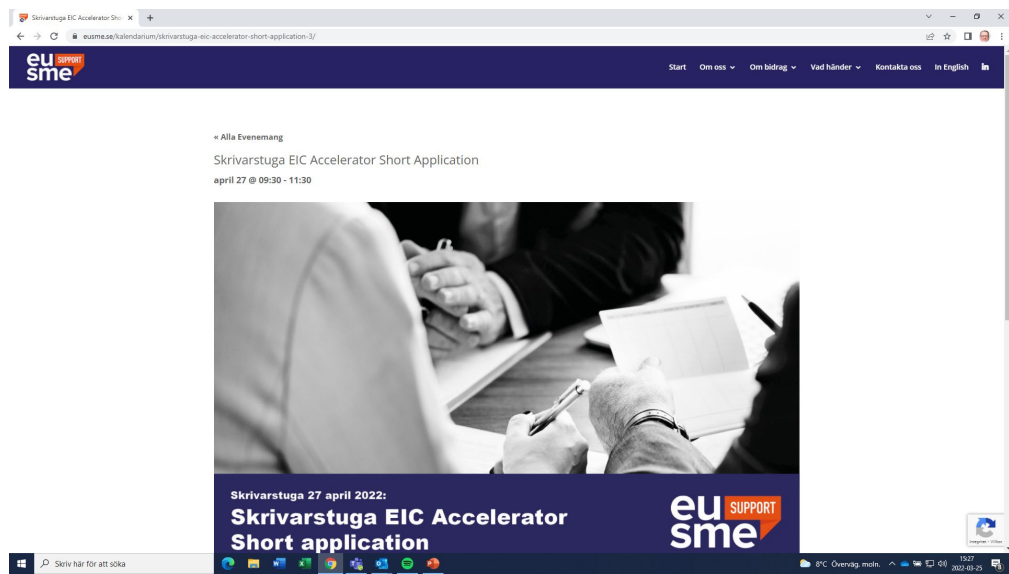 Skrivarstuga EIC Accelerator Sho
eusme.se/kalendarium/skrivarstuga-eic-accelerator-short-application-3/
eu SUPPORT
sme
Start Om oss Om bidrag Vad händer Kontakta oss In English in
« Alla Evenemang
Skrivarstuga EIC Accelerator Short Application
april 27 @ 09:30 - 11:30
Skrivarstuga 27 april 2022:
Skrivarstuga EIC Accelerator
Short application
eu SUPPORT
sme
Skriv här för att söka
8°C Överväg. moln.
15:27
2022-03-25